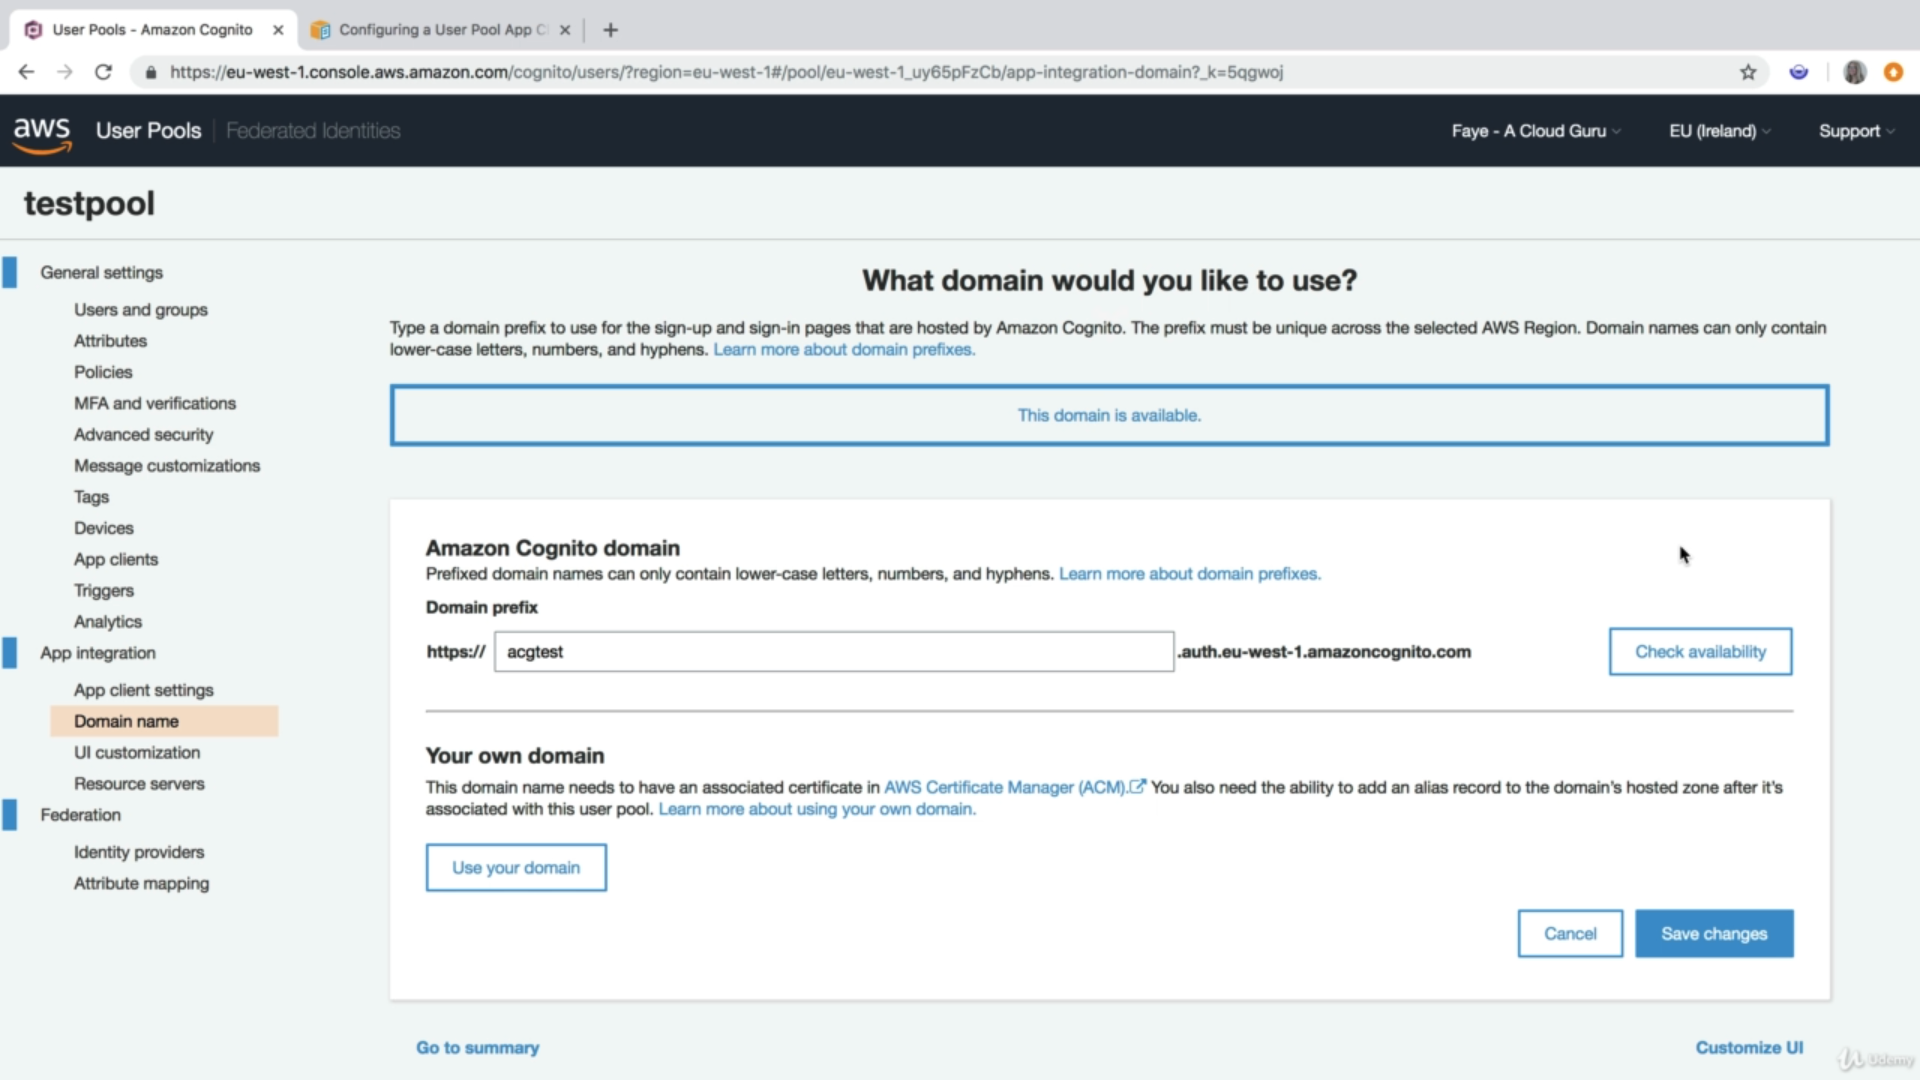 User Pools - Amazon Cognito
Configuring a User Pool App C
https://eu-west-1.console.aws.amazon.com/cognito/users/?region=eu-west-1#/pool/eu-west-1_uy65pFzCb/app-integration-domain?_k=5qgwoj
aws
User Pools
Federated Identities
Faye - A Cloud Guru
EU (Ireland)
Support
testpool
General settings
Users and groups
Attributes
Policies
MFA and verifications
Advanced security
Message customizations
Tags
Devices
App clients
Triggers
Analytics
App integration
App client settings
Domain name
UI customization
Resource servers
Federation
Identity providers
Attribute mapping
What domain would you like to use?
Type a domain prefix to use for the sign-up and sign-in pages that are hosted by Amazon Cognito. The prefix must be unique across the selected AWS Region. Domain names can only contain
lower-case letters, numbers, and hyphens. Learn more about domain prefixes.
This domain is available.
Amazon Cognito domain
Prefixed domain names can only contain lower-case letters, numbers, and hyphens. Learn more about domain prefixes.
Domain prefix
https:// acgtest .auth.eu-west-1.amazoncognito.com
Check availability
Your own domain
This domain name needs to have an associated certificate in AWS Certificate Manager (ACM). You also need the ability to add an alias record to the domain's hosted zone after it's
associated with this user pool. Learn more about using your own domain.
Use your domain
Cancel
Save changes
Go to summary
Customize UI
Udemy